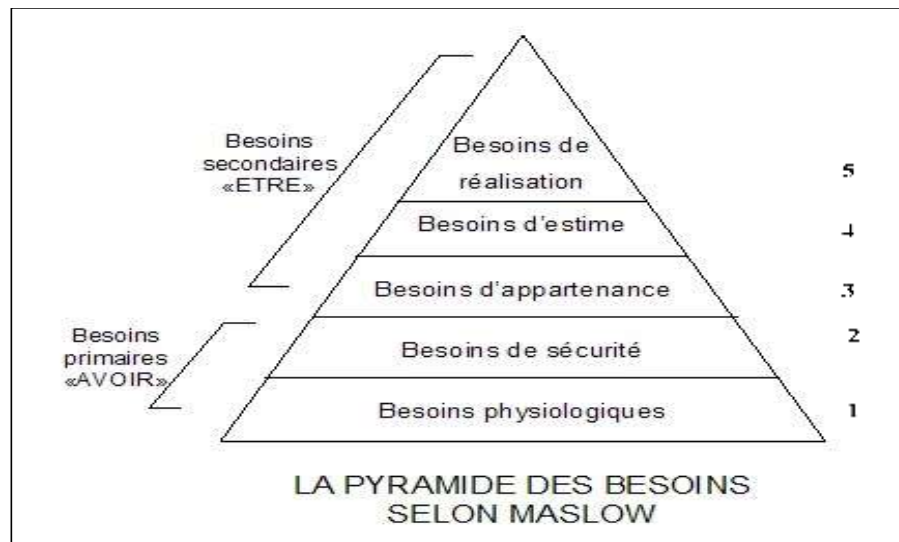 Besoins de
réalisation
5
Besoins
secondaires
«ETRE»
Besoins d'estime
4
Besoins d'appartenance
3
Besoins
primaires
«AVOIR»
Besoins de sécurité
2
Besoins physiologiques
1
LA PYRAMIDE DES BESOINS
SELON MASLOW